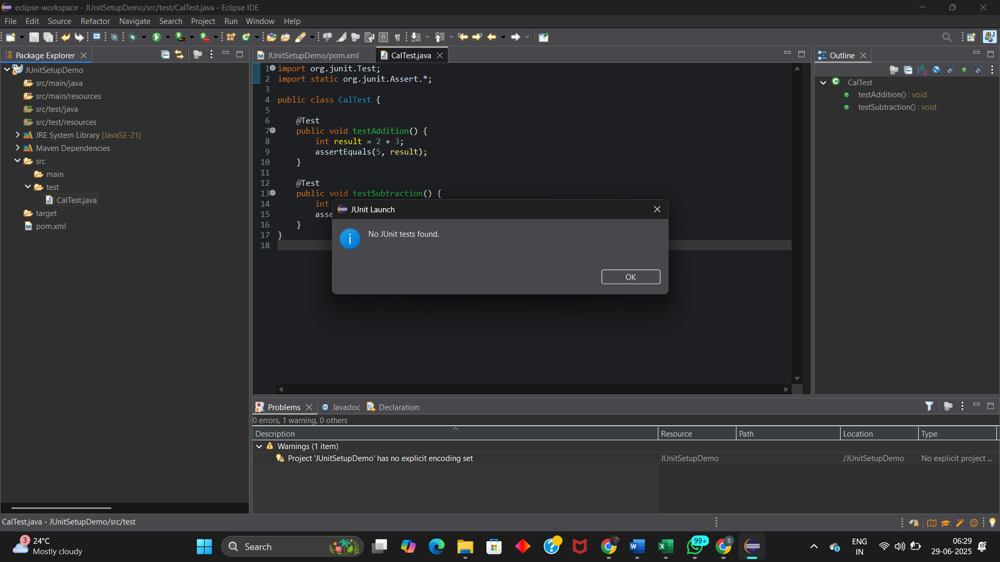 eclipse-workspace - JUnitSetupDemo/src/test/CalTest.java - Eclipse IDE
File Edit Source Refactor Navigate Search Project Run Window Help
Package Explorer
JUnitSetupDemo
src/main/java
src/main/resources
src/test/java
src/test/resources
JRE System Library [JavaSE-21]
Maven Dependencies
src
main
test
CalTest.java
target
pom.xml
JUnitSetupDemo/pom.xml
CalTest.java
1 import org.junit.Test;
2 import static org.junit.Assert.*;
3
4 public class CalTest {
5
6 @Test
7 public void testAddition() {
8 int result = 2 + 3;
9 assertEquals(5, result);
10 }
11
12 @Test
13 public void testSubtraction() {
14 int
15 asse
16 }
17 }
18
JUnit Launch
No JUnit tests found.
OK
Outline
CalTest
testAddition() : void
testSubtraction() : void
Problems
Javadoc
Declaration
0 errors, 1 warning, 0 others
Description Resource Path Location Type
Warnings (1 item)
Project 'JUnitSetupDemo' has no explicit encoding set JUnitSetupDemo /JUnitSetupDemo No explicit project ...
CalTest.java - JUnitSetupDemo/src/test
3
24°C
Mostly cloudy
Search
99+
S
ENG
IN
06:29
29-06-2025